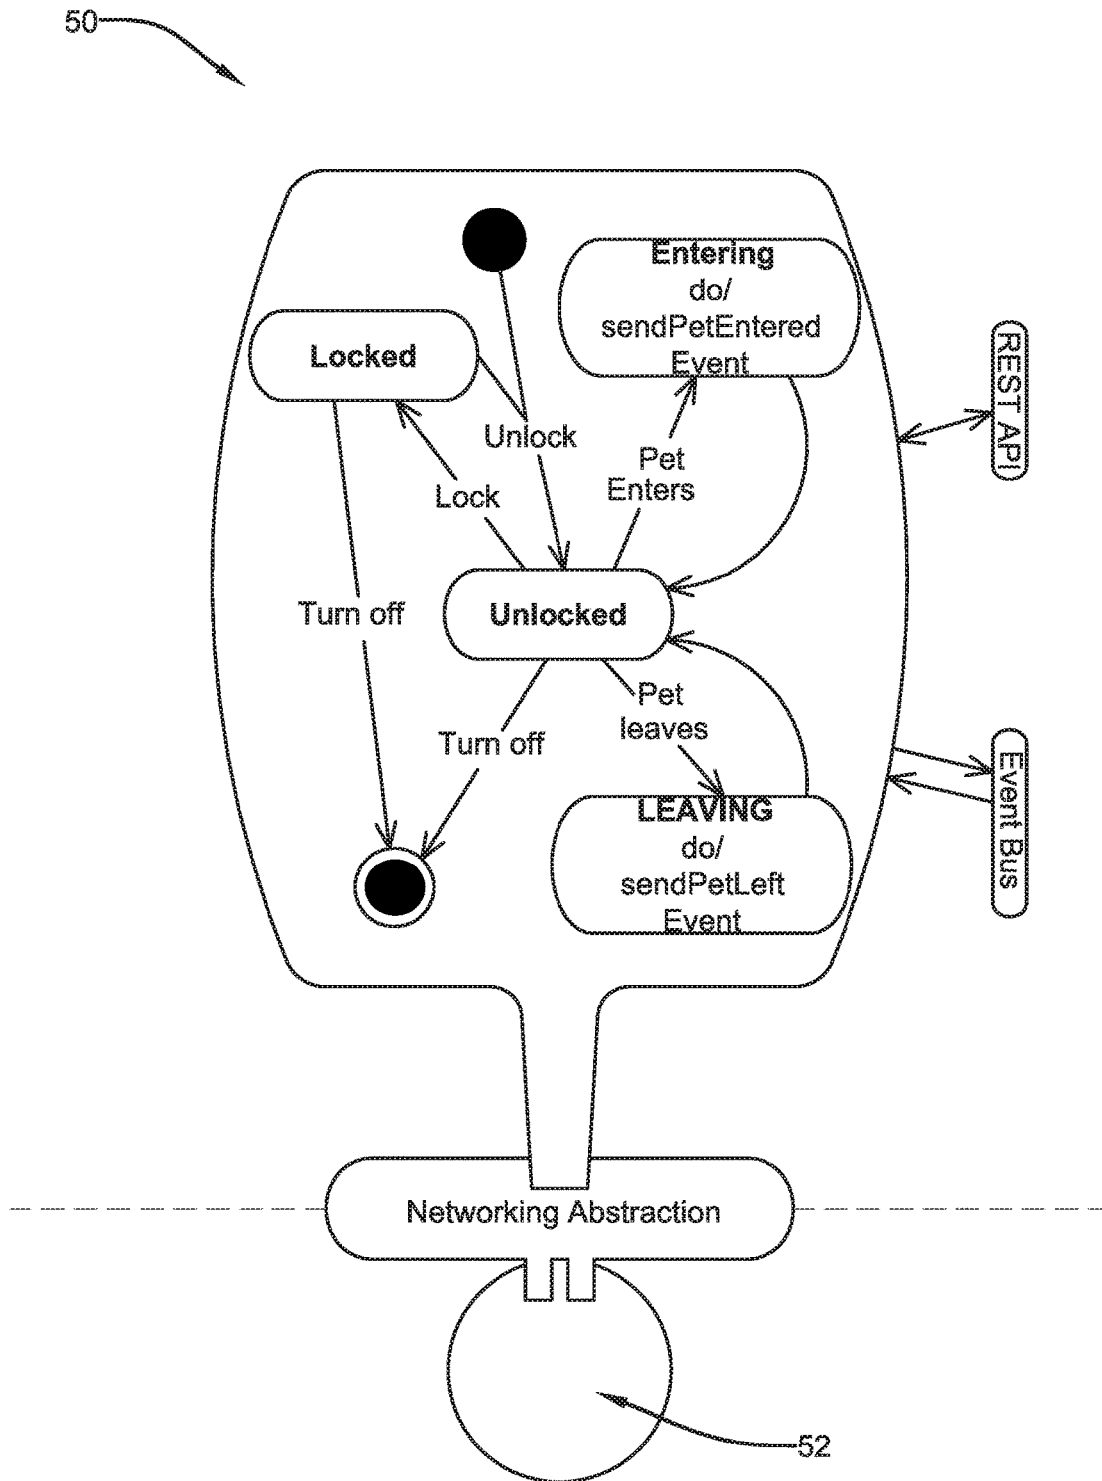 50
Entering
do/
sendPetEntered
Event
Locked
REST API
Unlock
Pet
Enters
Lock
Turn off
Unlocked
Pet
leaves
Turn off
Event Bus
LEAVING
do/
sendPetLeft
Event
Networking Abstraction
52